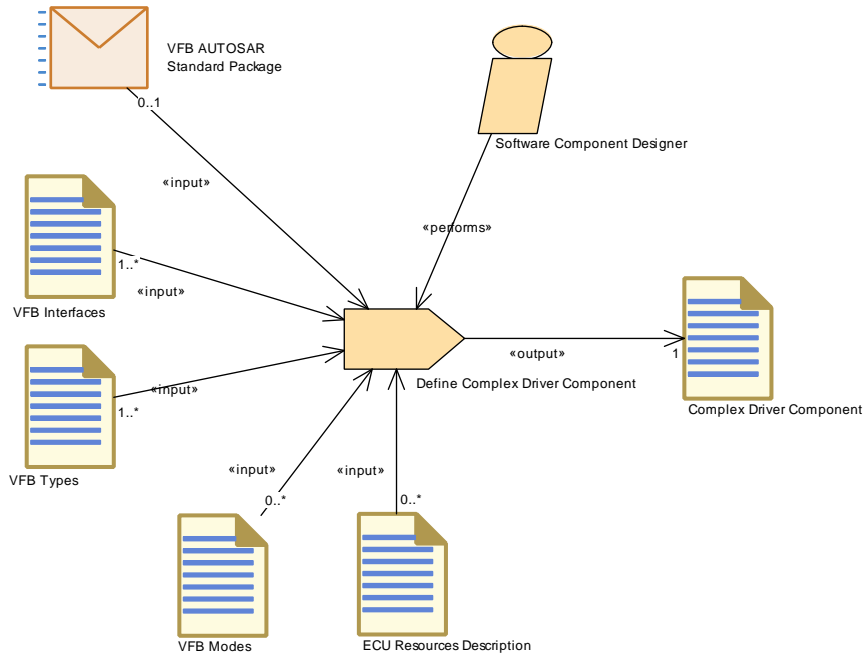 VFB AUTOSAR
Standard Package
0..1
Software Component Designer
«input»
«performs»
1..*
«input»
VFB Interfaces
«output»
1
Define Complex Driver Component
«input»
1..*
Complex Driver Component
VFB Types
«input»
«input»
0..*
0..*
VFB Modes
ECU Resources Description